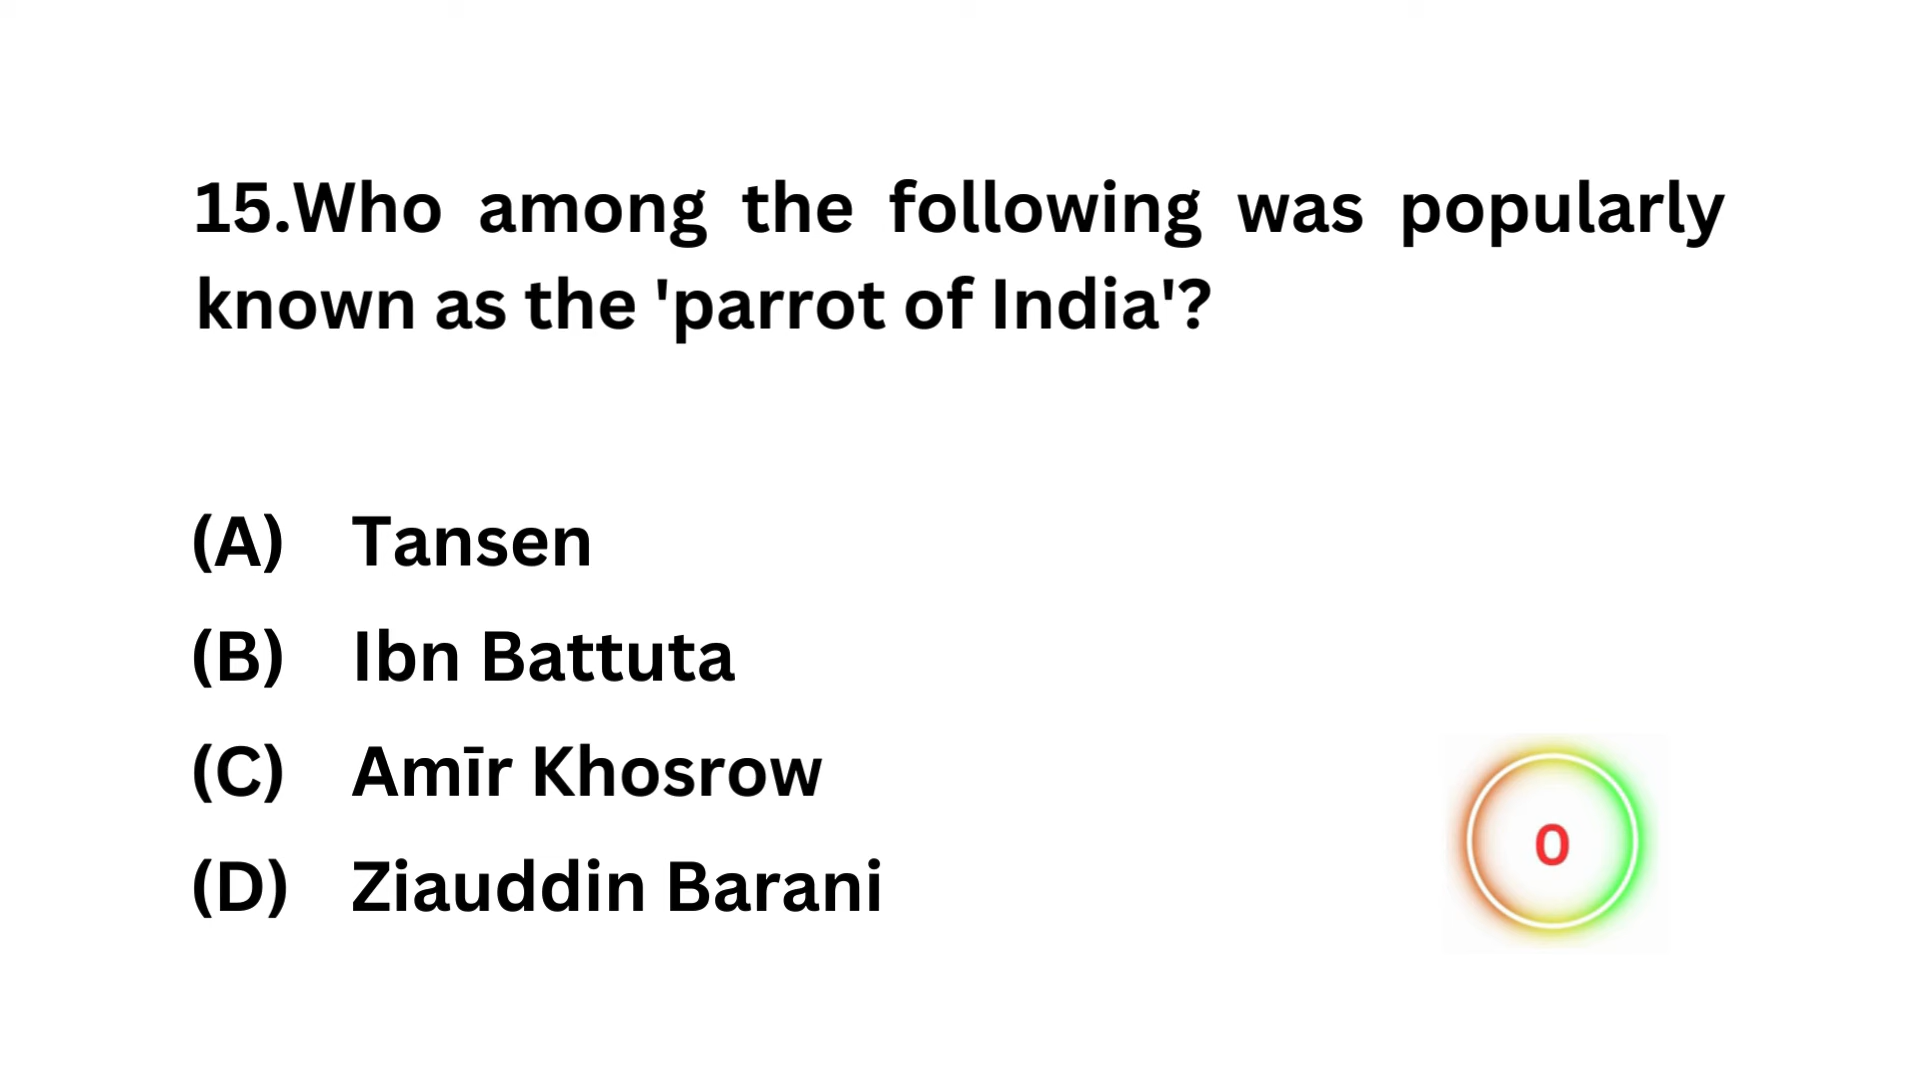 15.Who among the following was popularly
known as the 'parrot of India'?
(A) Tansen
(B) Ibn Battuta
(C) Amīr Khosrow
(D) Ziauddin Barani
0